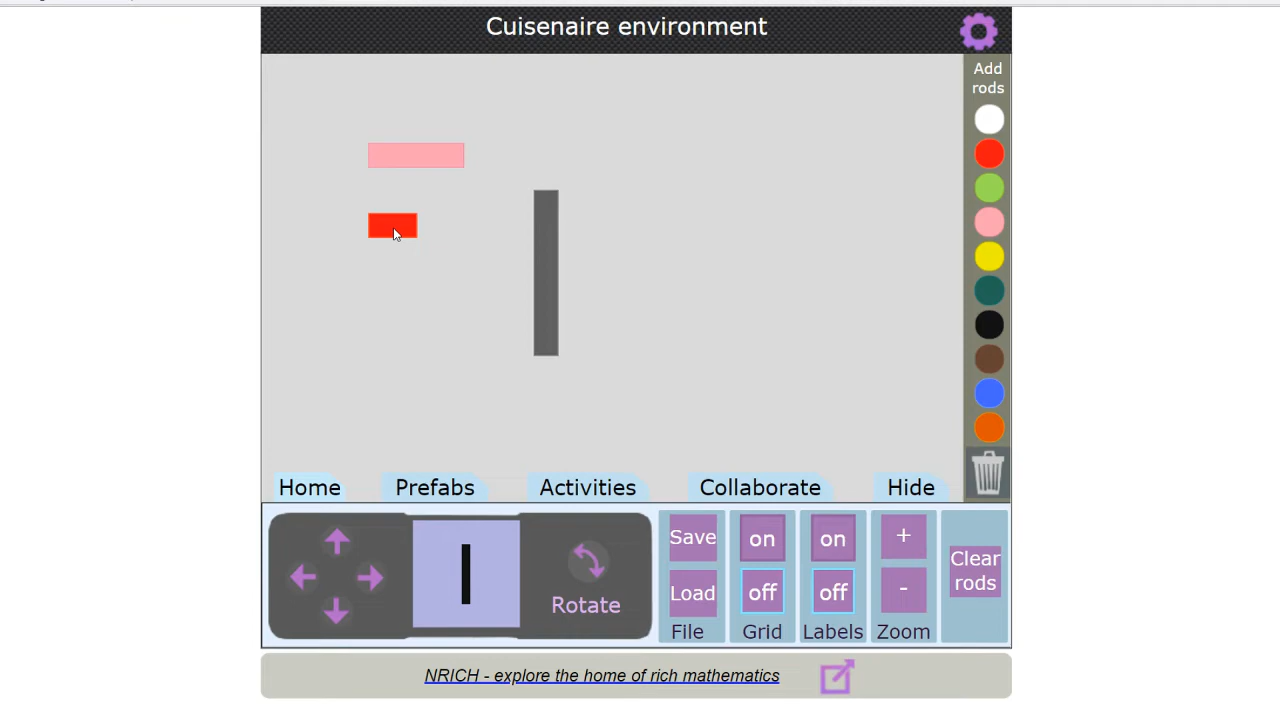 Cuisenaire environment
Add
rods
Home Prefabs Activities Collaborate Hide
Save on on + Clear
rods
Load off off -
Rotate
File Grid Labels Zoom
NRICH - explore the home of rich mathematics